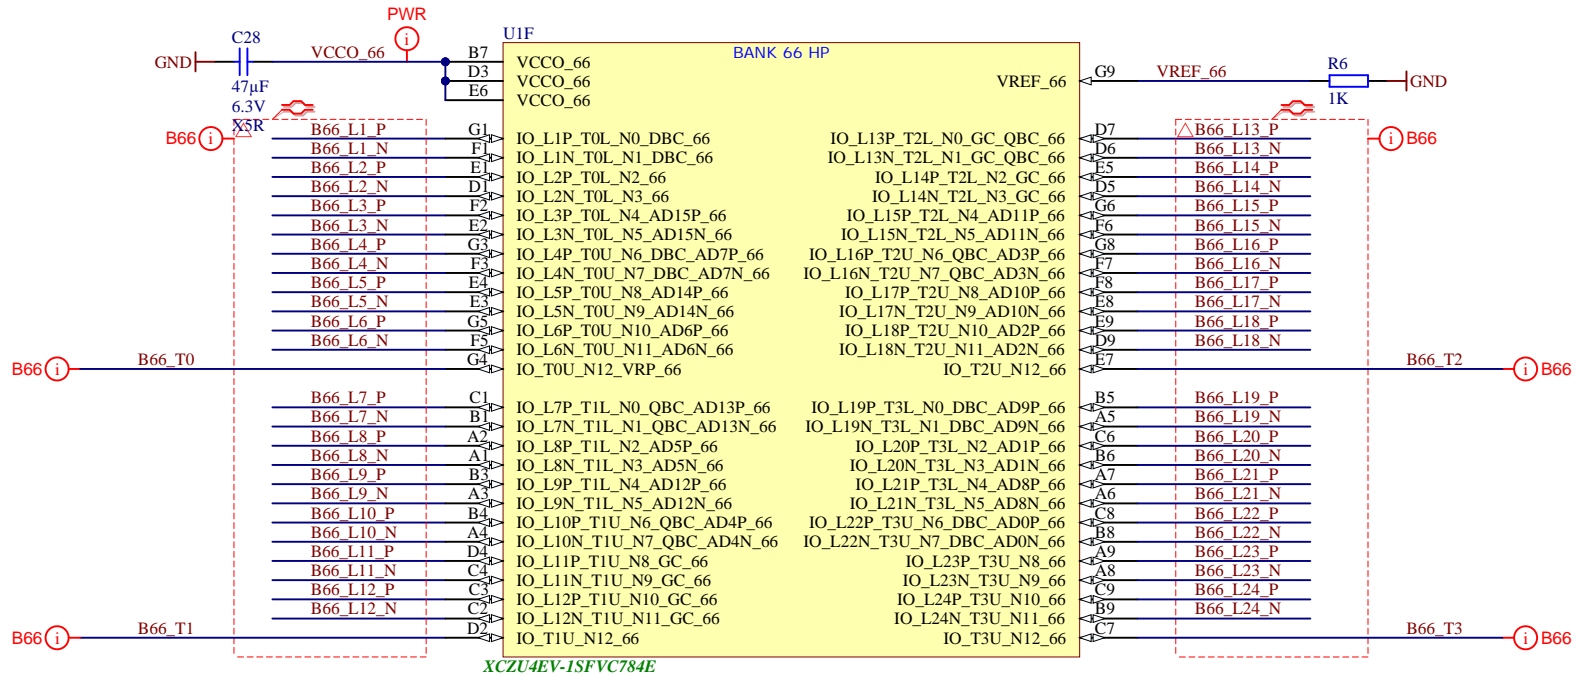 PWR
i
U1F
BANK 66 HP
C28
47µF
6.3V
X5R
GND
VCCO_66
B7 VCCO_66
D3 VCCO_66
E6 VCCO_66
VREF_66 G9 VREF_66
R6
1K
GND
B66 i
B66_L1_P G1 IO_L1P_T0L_N0_DBC_66
B66_L1_N F1 IO_L1N_T0L_N1_DBC_66
B66_L2_P E1 IO_L2P_T0L_N2_66
B66_L2_N D1 IO_L2N_T0L_N3_66
B66_L3_P F2 IO_L3P_T0L_N4_AD15P_66
B66_L3_N E2 IO_L3N_T0L_N5_AD15N_66
B66_L4_P G3 IO_L4P_T0U_N6_DBC_AD7P_66
B66_L4_N F3 IO_L4N_T0U_N7_DBC_AD7N_66
B66_L5_P E4 IO_L5P_T0U_N8_AD14P_66
B66_L5_N E3 IO_L5N_T0U_N9_AD14N_66
B66_L6_P G5 IO_L6P_T0U_N10_AD6P_66
B66_L6_N F5 IO_L6N_T0U_N11_AD6N_66
B66 i B66_T0 G4 IO_T0U_N12_VRP_66
B66_L7_P C1 IO_L7P_T1L_N0_QBC_AD13P_66
B66_L7_N B1 IO_L7N_T1L_N1_QBC_AD13N_66
B66_L8_P A2 IO_L8P_T1L_N2_AD5P_66
B66_L8_N A1 IO_L8N_T1L_N3_AD5N_66
B66_L9_P B3 IO_L9P_T1L_N4_AD12P_66
B66_L9_N A3 IO_L9N_T1L_N5_AD12N_66
B66_L10_P B4 IO_L10P_T1U_N6_QBC_AD4P_66
B66_L10_N A4 IO_L10N_T1U_N7_QBC_AD4N_66
B66_L11_P D4 IO_L11P_T1U_N8_GC_66
B66_L11_N C4 IO_L11N_T1U_N9_GC_66
B66_L12_P C3 IO_L12P_T1U_N10_GC_66
B66_L12_N C2 IO_L12N_T1U_N11_GC_66
B66 i B66_T1 D2 IO_T1U_N12_66
IO_L13P_T2L_N0_GC_QBC_66 D7 B66_L13_P
i B66
IO_L13N_T2L_N1_GC_QBC_66 D6 B66_L13_N
IO_L14P_T2L_N2_GC_66 E5 B66_L14_P
IO_L14N_T2L_N3_GC_66 D5 B66_L14_N
IO_L15P_T2L_N4_AD11P_66 G6 B66_L15_P
IO_L15N_T2L_N5_AD11N_66 F6 B66_L15_N
IO_L16P_T2U_N6_QBC_AD3P_66 G8 B66_L16_P
IO_L16N_T2U_N7_QBC_AD3N_66 F7 B66_L16_N
IO_L17P_T2U_N8_AD10P_66 F8 B66_L17_P
IO_L17N_T2U_N9_AD10N_66 E8 B66_L17_N
IO_L18P_T2U_N10_AD2P_66 E9 B66_L18_P
IO_L18N_T2U_N11_AD2N_66 D9 B66_L18_N
IO_T2U_N12_66 E7 B66_T2 i B66
IO_L19P_T3L_N0_DBC_AD9P_66 B5 B66_L19_P
IO_L19N_T3L_N1_DBC_AD9N_66 A5 B66_L19_N
IO_L20P_T3L_N2_AD1P_66 C6 B66_L20_P
IO_L20N_T3L_N3_AD1N_66 B6 B66_L20_N
IO_L21P_T3L_N4_AD8P_66 A7 B66_L21_P
IO_L21N_T3L_N5_AD8N_66 A6 B66_L21_N
IO_L22P_T3U_N6_DBC_AD0P_66 C8 B66_L22_P
IO_L22N_T3U_N7_DBC_AD0N_66 B8 B66_L22_N
IO_L23P_T3U_N8_66 A9 B66_L23_P
IO_L23N_T3U_N9_66 A8 B66_L23_N
IO_L24P_T3U_N10_66 C9 B66_L24_P
IO_L24N_T3U_N11_66 B9 B66_L24_N
IO_T3U_N12_66 C7 B66_T3 i B66
XCZU4EV-1SFVC784E